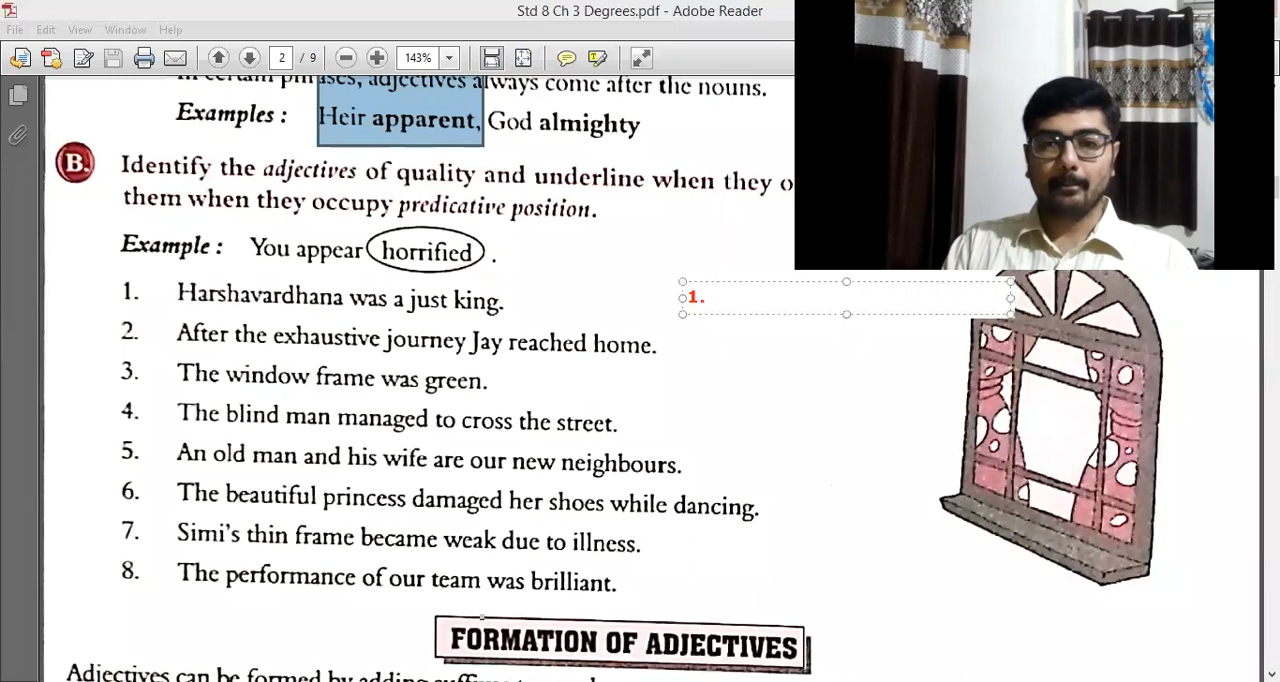 Std 8 Ch 3 Degrees.pdf - Adobe Reader
File Edit View Window Help
2 / 9 143%
phrases, adjectives always come after the nouns.
Examples : Heir apparent, God almighty
B. Identify the adjectives of quality and underline when they
them when they occupy predicative position.
Example : You appear horrified .
1. Harshavardhana was a just king.
1.
2. After the exhaustive journey Jay reached home.
3. The window frame was green.
4. The blind man managed to cross the street.
5. An old man and his wife are our new neighbours.
6. The beautiful princess damaged her shoes while dancing.
7. Simi's thin frame became weak due to illness.
8. The performance of our team was brilliant.
FORMATION OF ADJECTIVES
Adjectives can be formed by adding